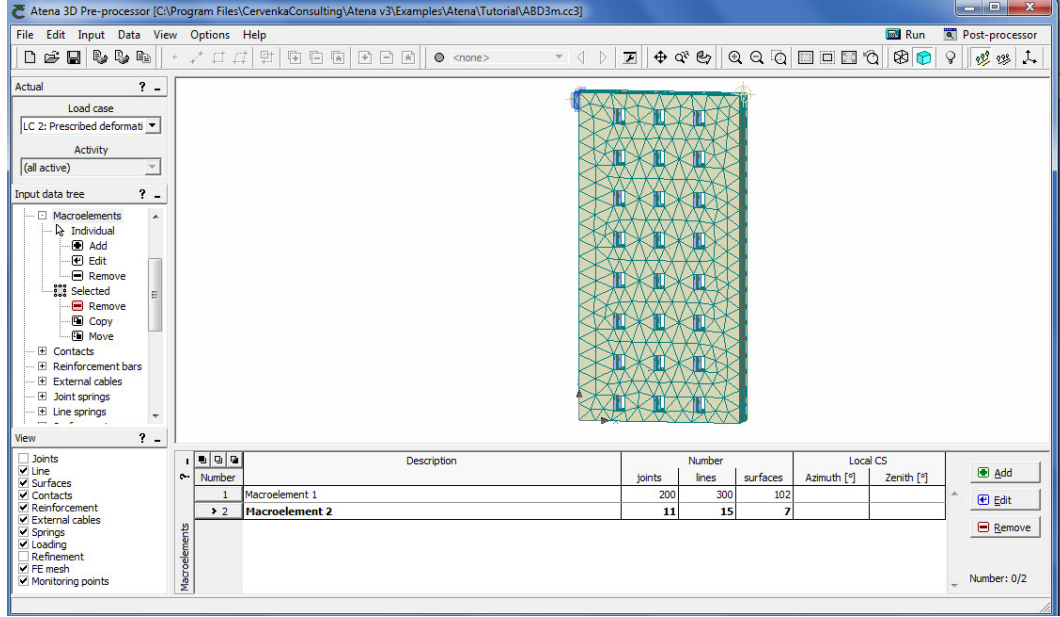 Atena 3D Pre-processor [C:\Program Files\CervenkaConsulting\Atena v3\Examples\Atena\Tutorial\ABD3m.cc3]
File Edit Input Data View Options Help Run Post-processor
<none>
Actual ? -
Load case
LC 2: Prescribed deformati
Activity
(all active)
Input data tree ? -
Macroelements
Individual
Add
Edit
Remove
Selected
Remove
Copy
Move
Contacts
Reinforcement bars
External cables
Joint springs
Line springs
View ? -
Joints
Line
Surfaces
Contacts
Reinforcement
External cables
Springs
Loading
Refinement
FE mesh
Monitoring points
Macroelements
Number Description Number Local CS
joints lines surfaces Azimuth [º] Zenith [º]
1 Macroelement 1 200 300 102
2 Macroelement 2 11 15 7
Add
Edit
Remove
Number: 0/2